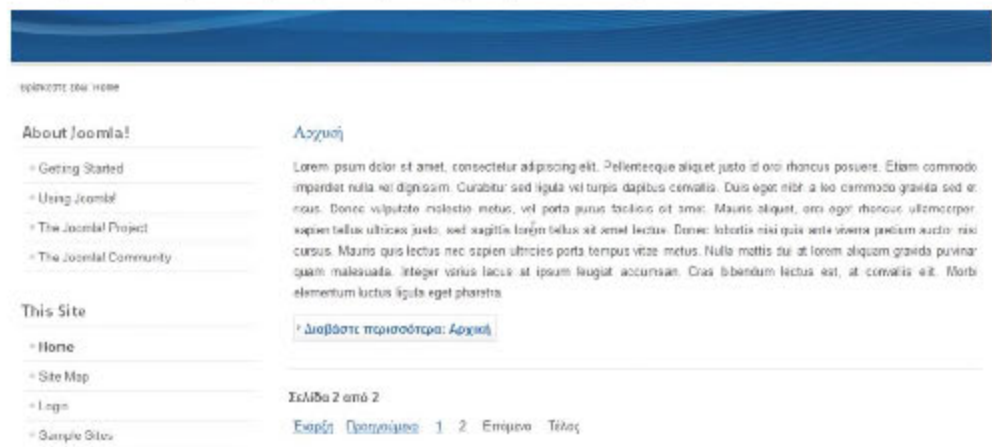 Βρίσκεστε εδώ: Home
About Joomla!
Getting Started
Using Joomla!
The Joomla! Project
The Joomla! Community
This Site
Home
Site Map
Login
Sample Sites
Αρχική
Lorem ipsum dolor sit amet, consectetur adipiscing elit. Pellentesque aliquet justo id orci rhoncus posuere. Etiam commodo
imperdiet nulla vel dignissim. Curabitur sed ligula vel turpis dapibus convallis. Duis eget nibh a leo commodo gravida sed et
risus. Donec vulputate molestie metus, vel porta purus facilisis sit amet. Mauris aliquet, orci eget rhoncus ullamcorper,
sapien tellus ultrices justo, sed sagittis lorem tellus sit amet lectus. Donec lobortis nisi quis ante viverra pretium auctor nisi
cursus. Mauris quis lectus nec sapien ultricies porta tempus vitae metus. Nulla mattis dui at lorem aliquam gravida pulvinar
quam malesuada. Integer varius lacus at ipsum feugiat accumsan. Cras bibendum lectus est, at convallis elit. Morbi
elementum luctus ligula eget pharetra
Διαβάστε περισσότερα: Αρχική
Σελίδα 2 από 2
Έναρξη Προηγούμενο 1 2 Επόμενο Τέλος